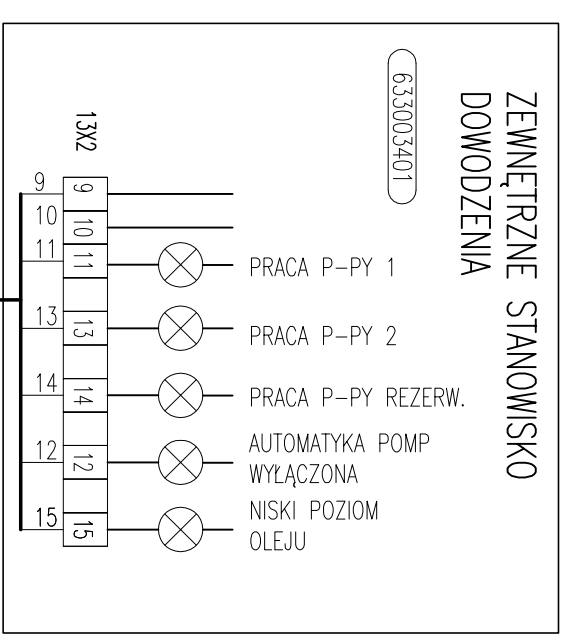 ZEWNĘTRZNE STANOWISKO
DOWODZENIA
633003401
13X2
9 9
10 10
11 11 PRACA P-PY 1
13 13 PRACA P-PY 2
14 14 PRACA P-PY REZERW.
12 12 AUTOMATYKA POMP
WYŁĄCZONA
15 15 NISKI POZIOM
OLEJU